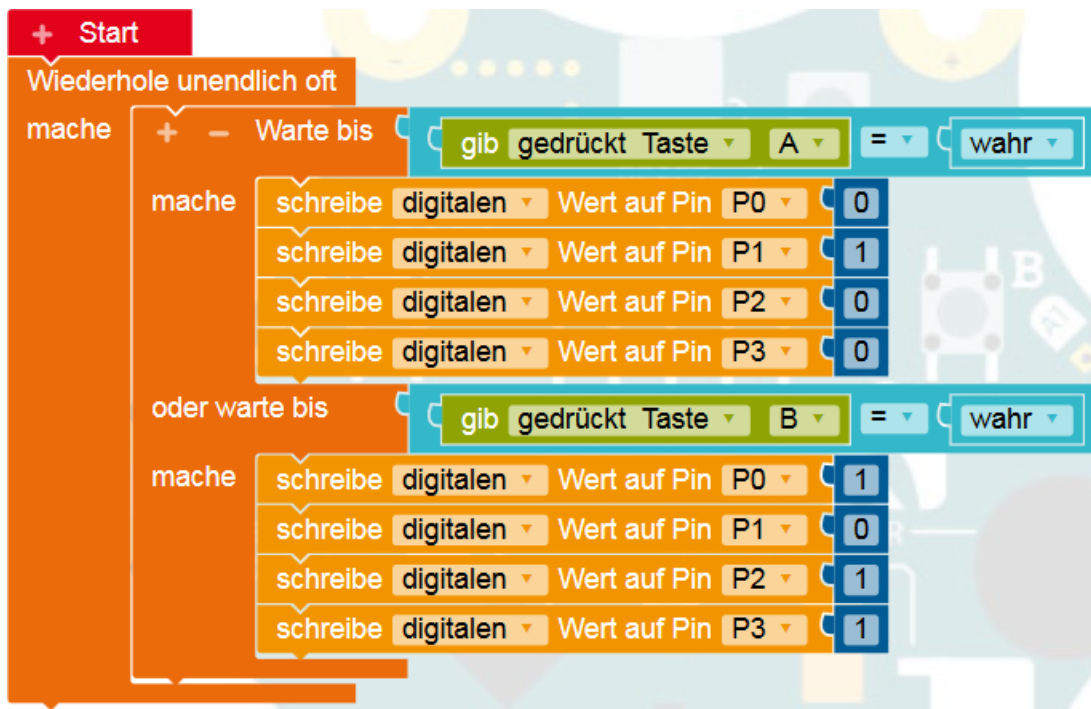 + Start
Wiederhole unendlich oft
mache + − Warte bis gib gedrückt Taste A = wahr
mache schreibe digitalen Wert auf Pin P0 0
schreibe digitalen Wert auf Pin P1 1
schreibe digitalen Wert auf Pin P2 0
schreibe digitalen Wert auf Pin P3 0
oder warte bis gib gedrückt Taste B = wahr
mache schreibe digitalen Wert auf Pin P0 1
schreibe digitalen Wert auf Pin P1 0
schreibe digitalen Wert auf Pin P2 1
schreibe digitalen Wert auf Pin P3 1
B